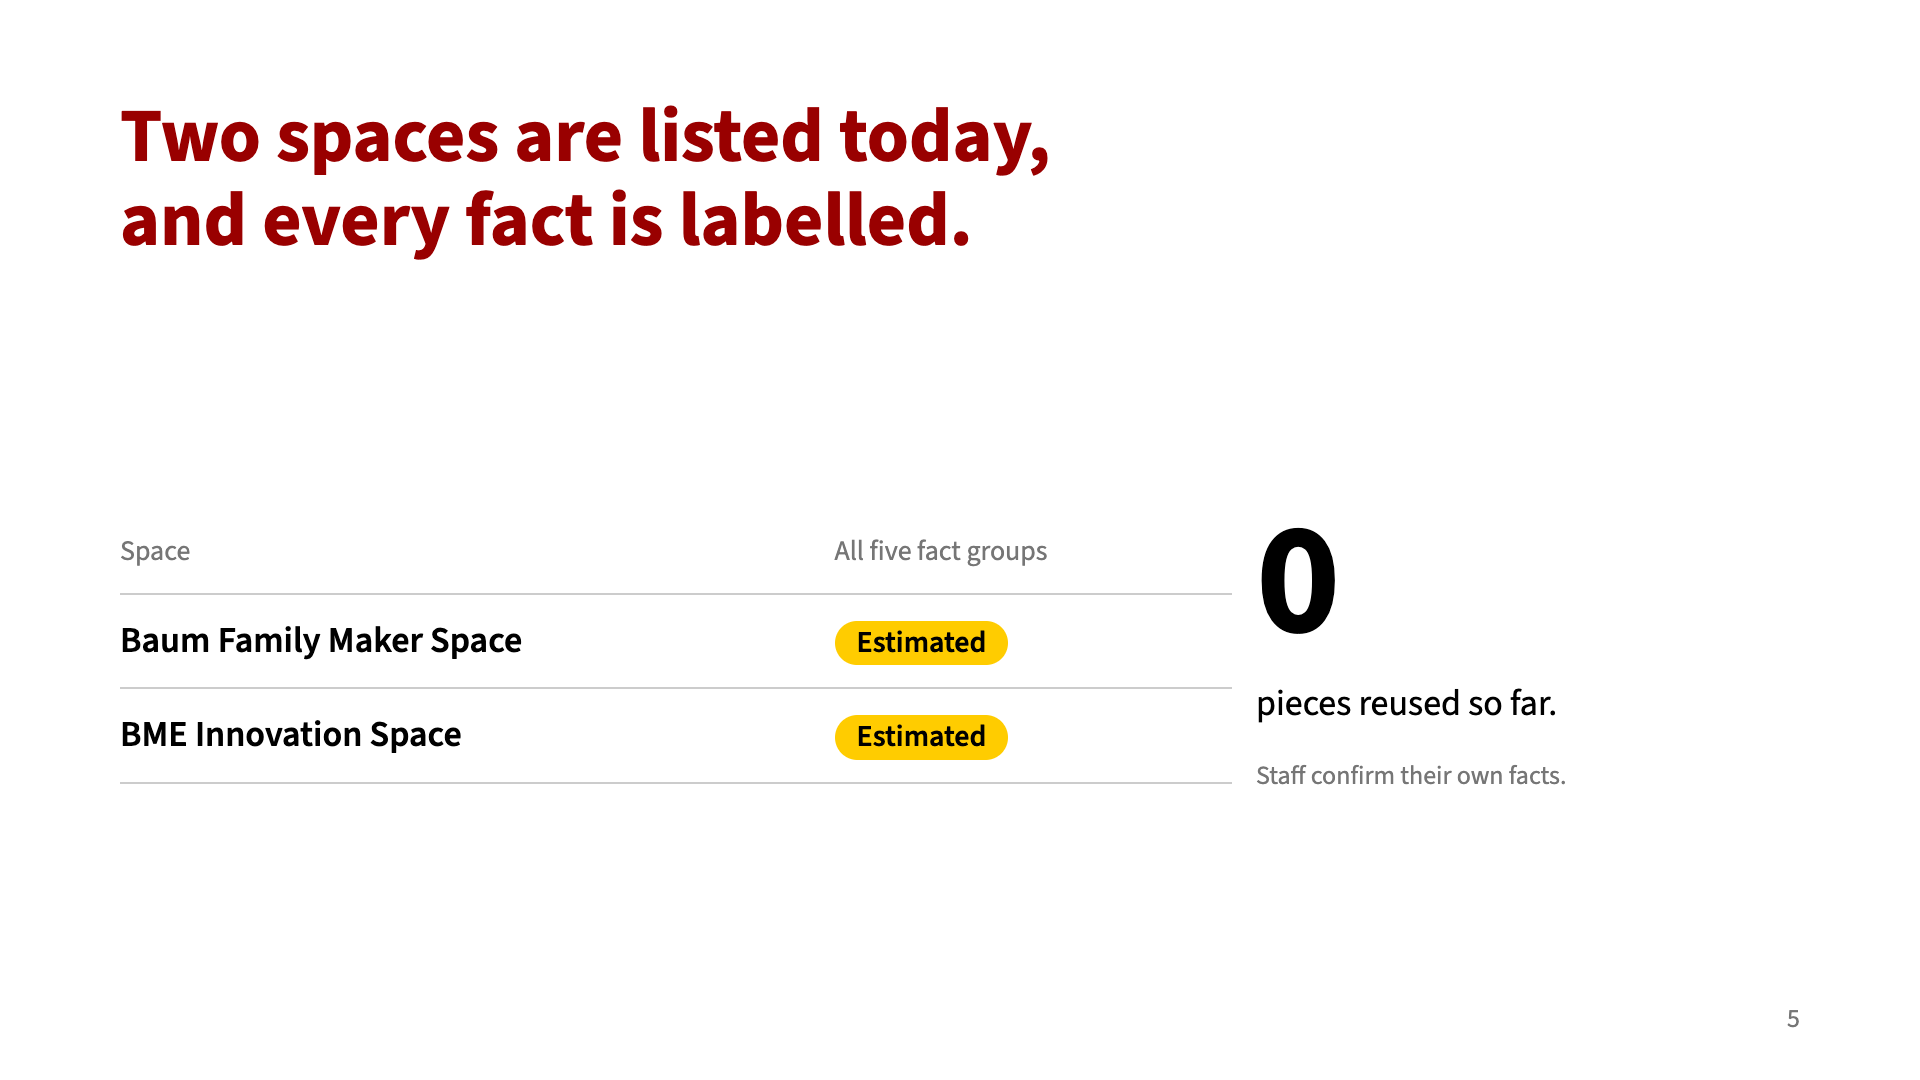 Two spaces are listed today,
and every fact is labelled.
Space
All five fact groups
Baum Family Maker Space
Estimated
BME Innovation Space
Estimated
0
pieces reused so far.
Staff confirm their own facts.
5